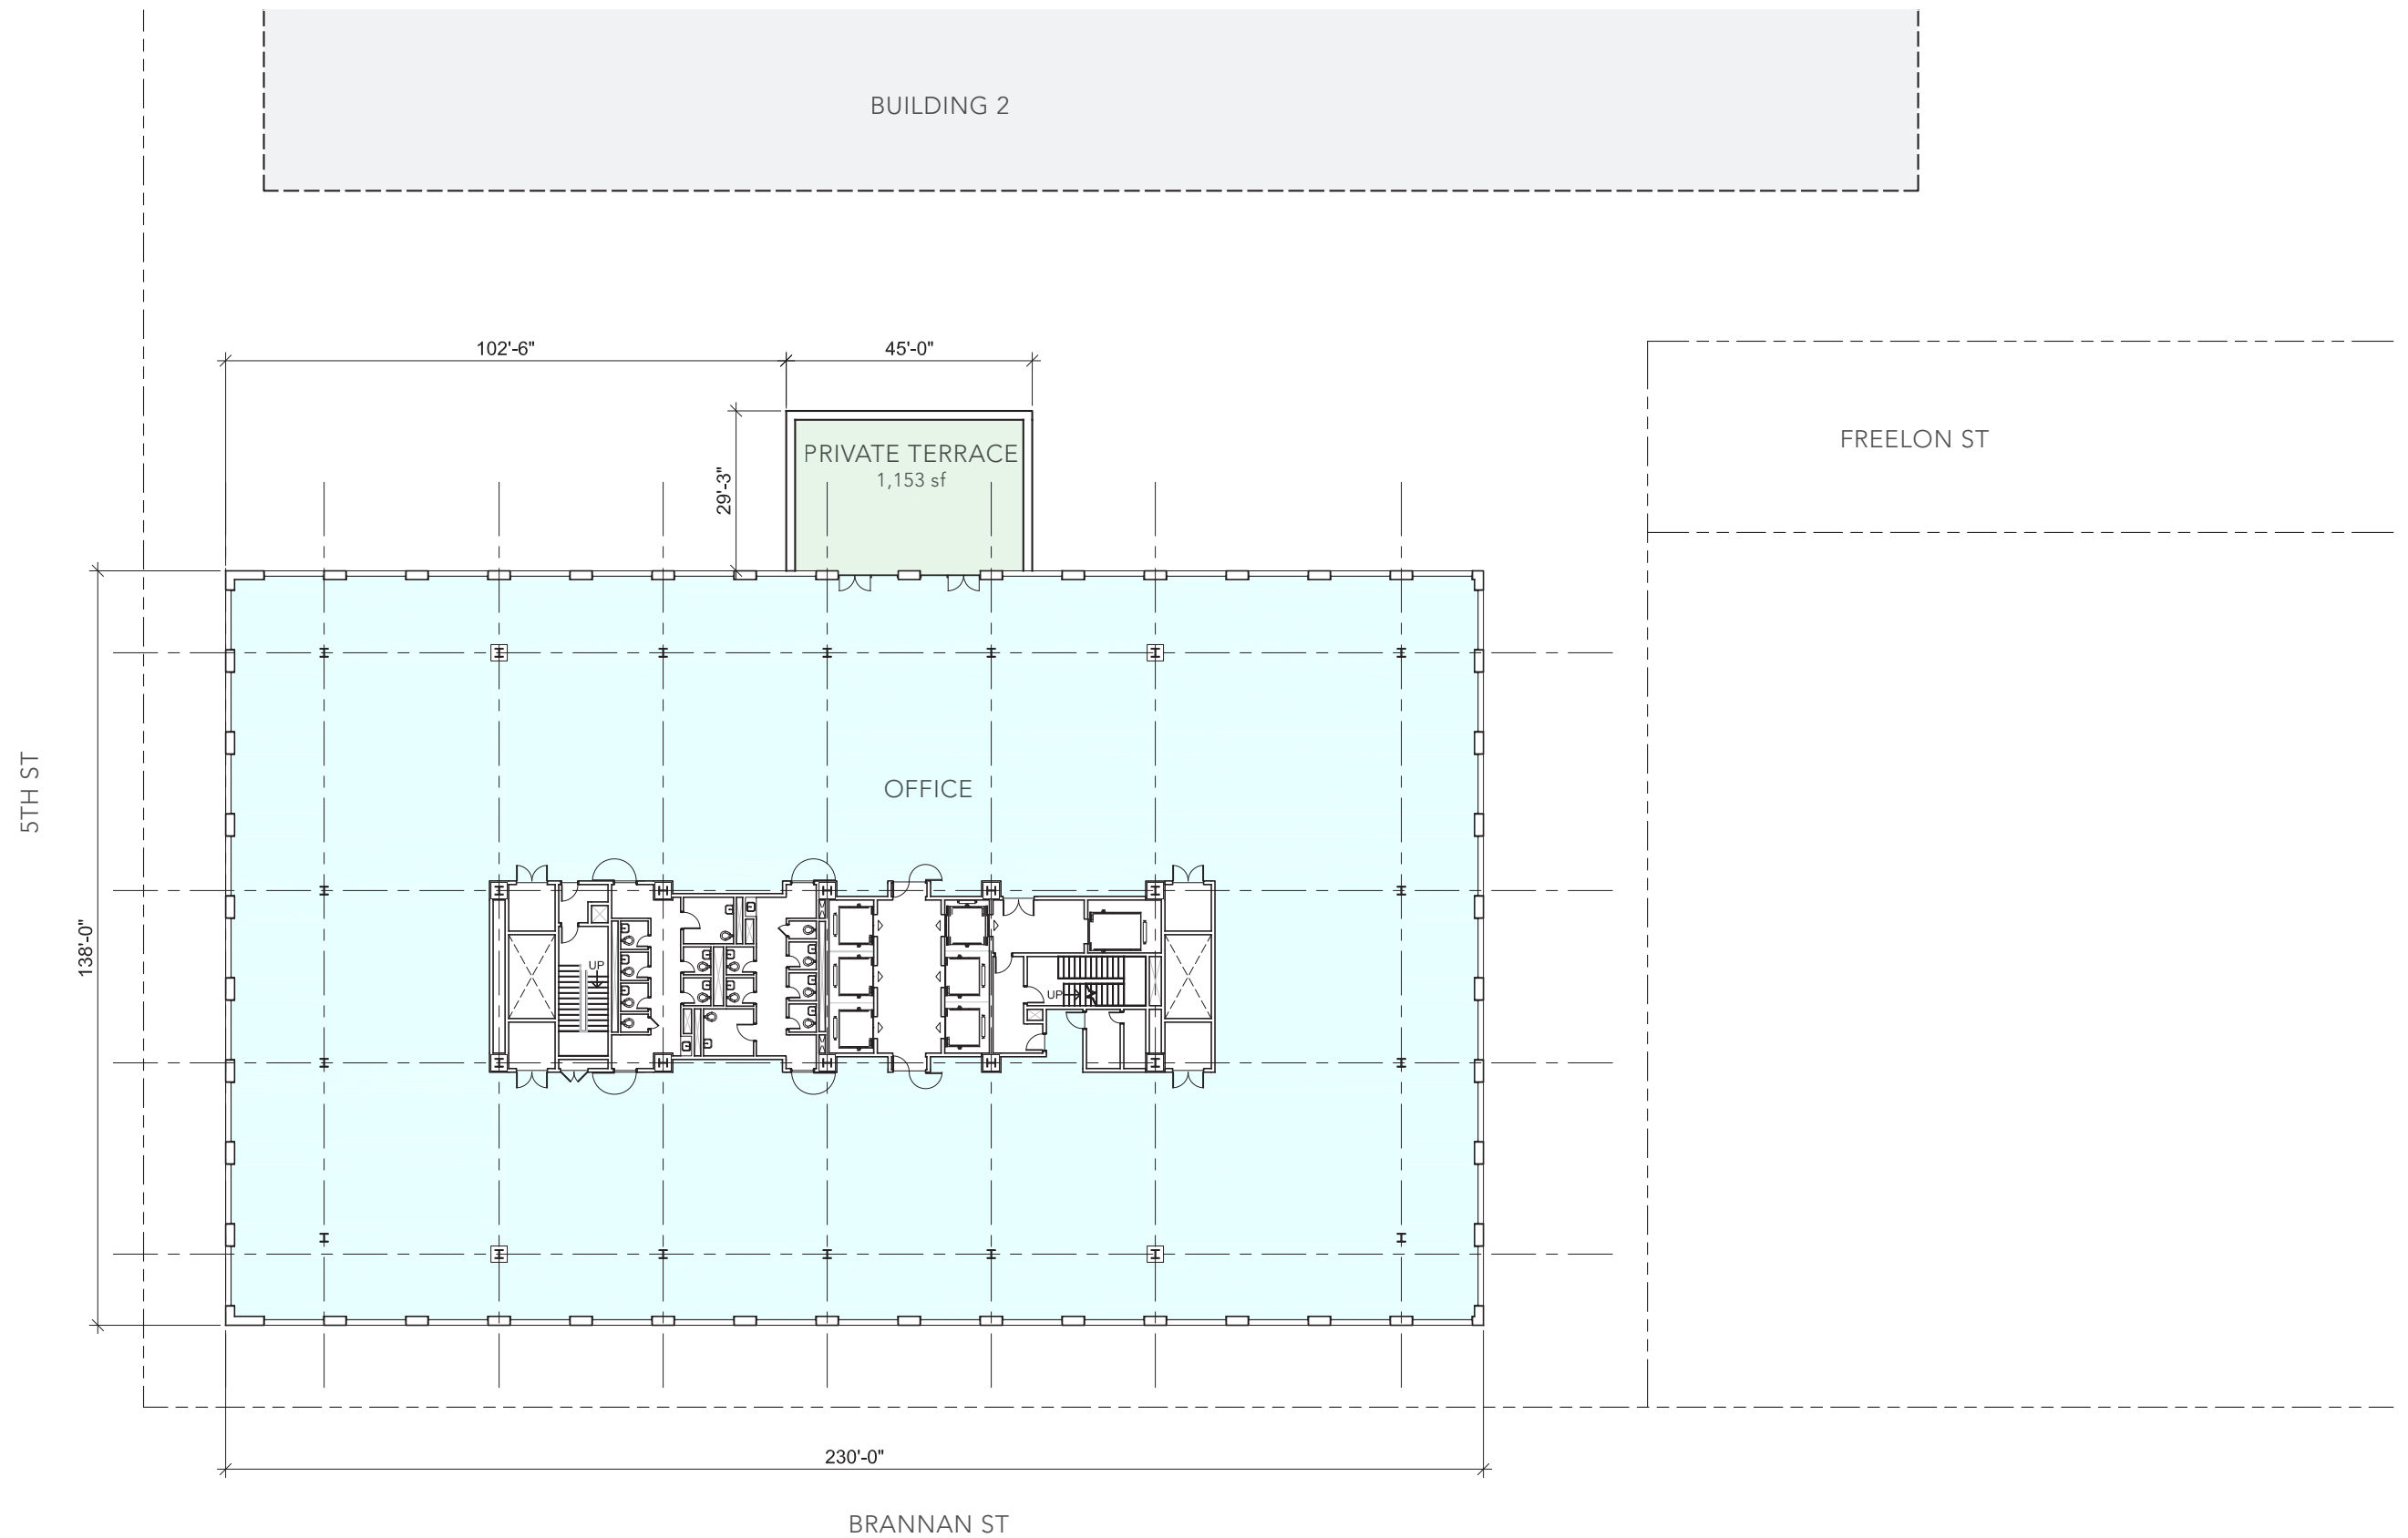 BUILDING 2
102'-6"
45'-0"
FREELON ST
PRIVATE TERRACE
1,153 sf
29'-3"
5TH ST
OFFICE
138'-0"
UP
UP
230'-0"
BRANNAN ST